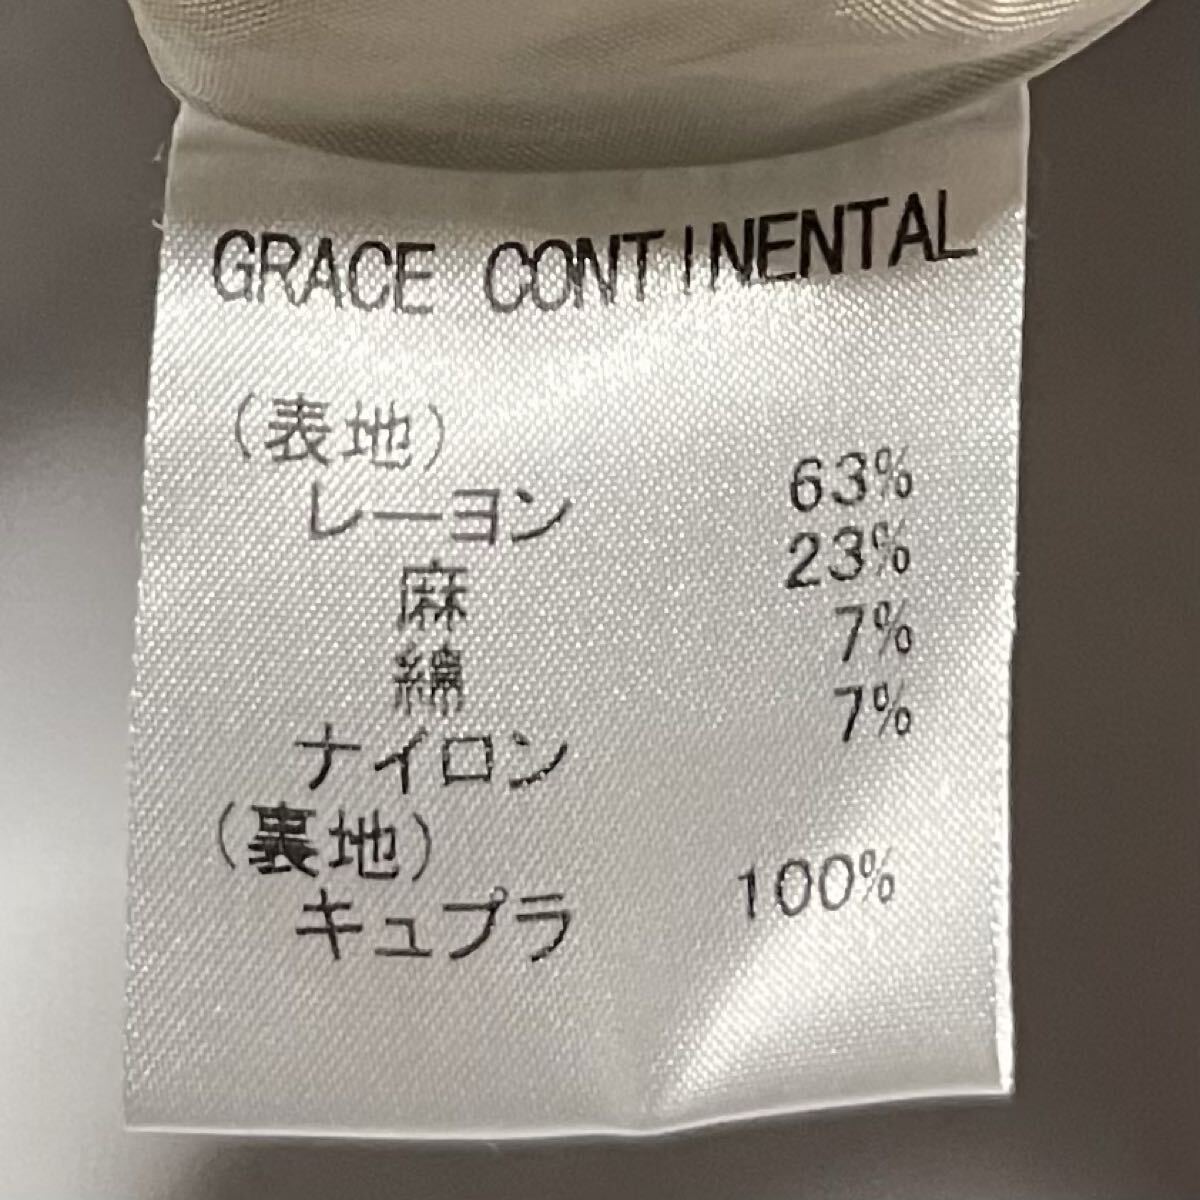 GRACE CONTINENTAL
(表地)
レーヨン 63%
麻 23%
綿 7%
ナイロン 7%
(裏地)
キュプラ 100%